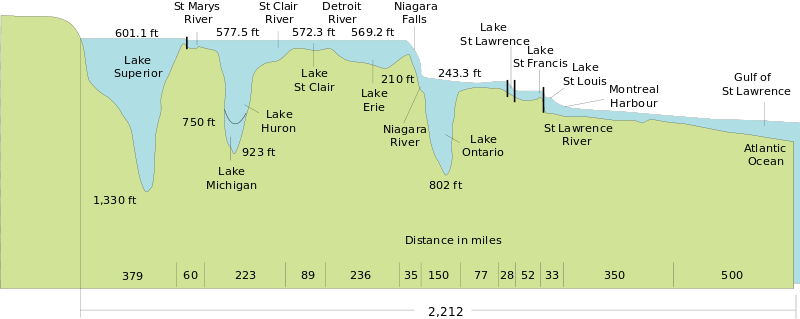 St Marys
River
St Clair
River
Detroit
River
Niagara
Falls
601.1 ft
577.5 ft
572.3 ft
569.2 ft
Lake
St Lawrence
Lake
St Francis
Lake
Superior
Lake
St Clair
210 ft
243.3 ft
Lake
St Louis
Gulf of
St Lawrence
Lake
Erie
Montreal
Harbour
750 ft
Lake
Huron
Niagara
River
Lake
Ontario
St Lawrence
River
923 ft
Lake
Michigan
Atlantic
Ocean
1,330 ft
802 ft
Distance in miles
379 60 223 89 236 35 150 77 28 52 33 350 500
2,212